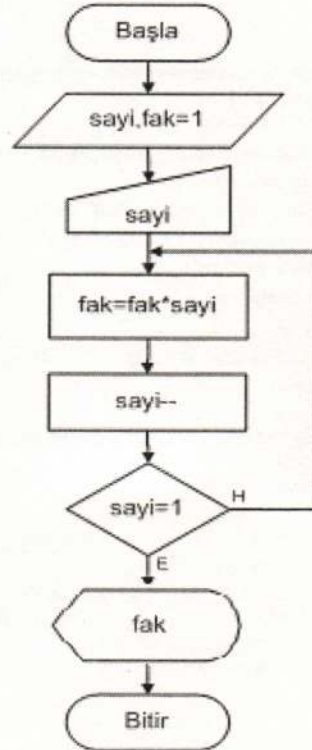 Başla
sayi,fak=1
sayi
fak=fak*sayi
sayi--
sayi=1
H
E
fak
Bitir